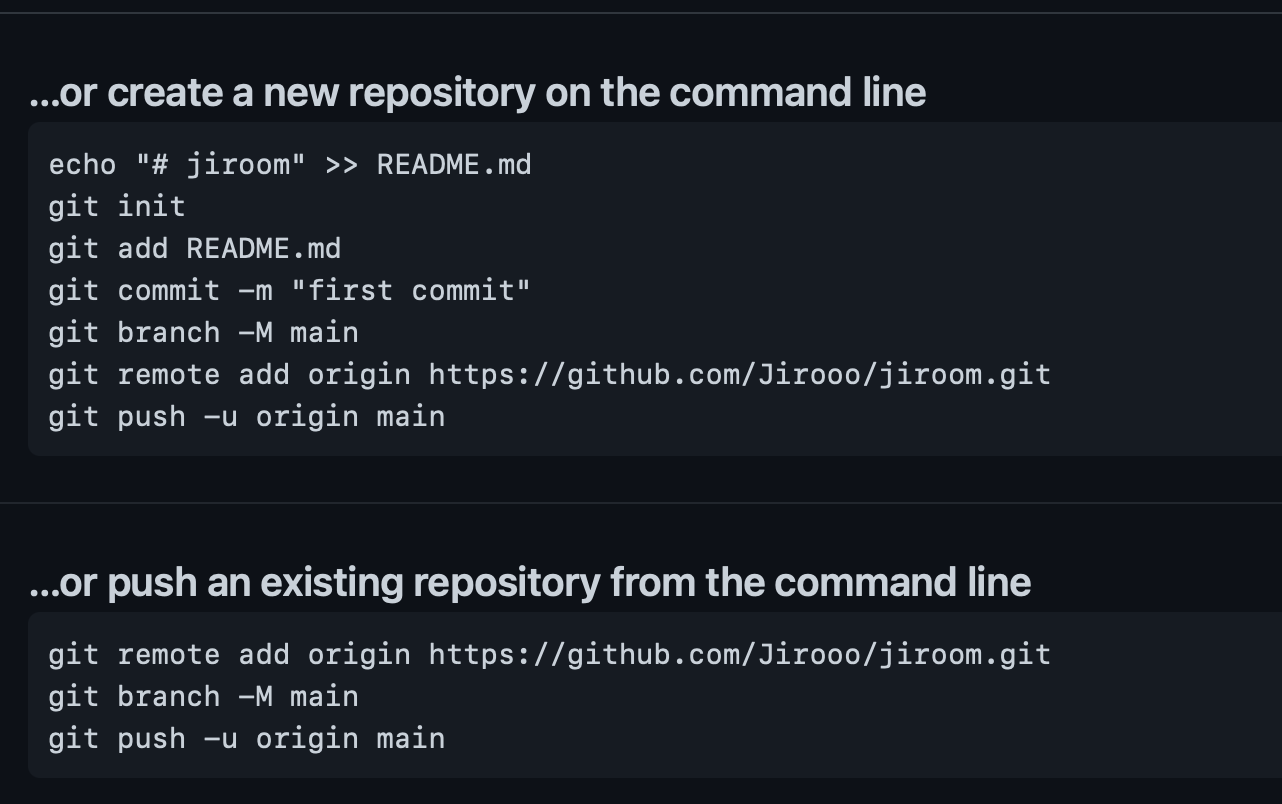 ...or create a new repository on the command line
echo "# jiroom" >> README.md
git init
git add README.md
git commit -m "first commit"
git branch -M main
git remote add origin https://github.com/Jirooo/jiroom.git
git push -u origin main
...or push an existing repository from the command line
git remote add origin https://github.com/Jirooo/jiroom.git
git branch -M main
git push -u origin main